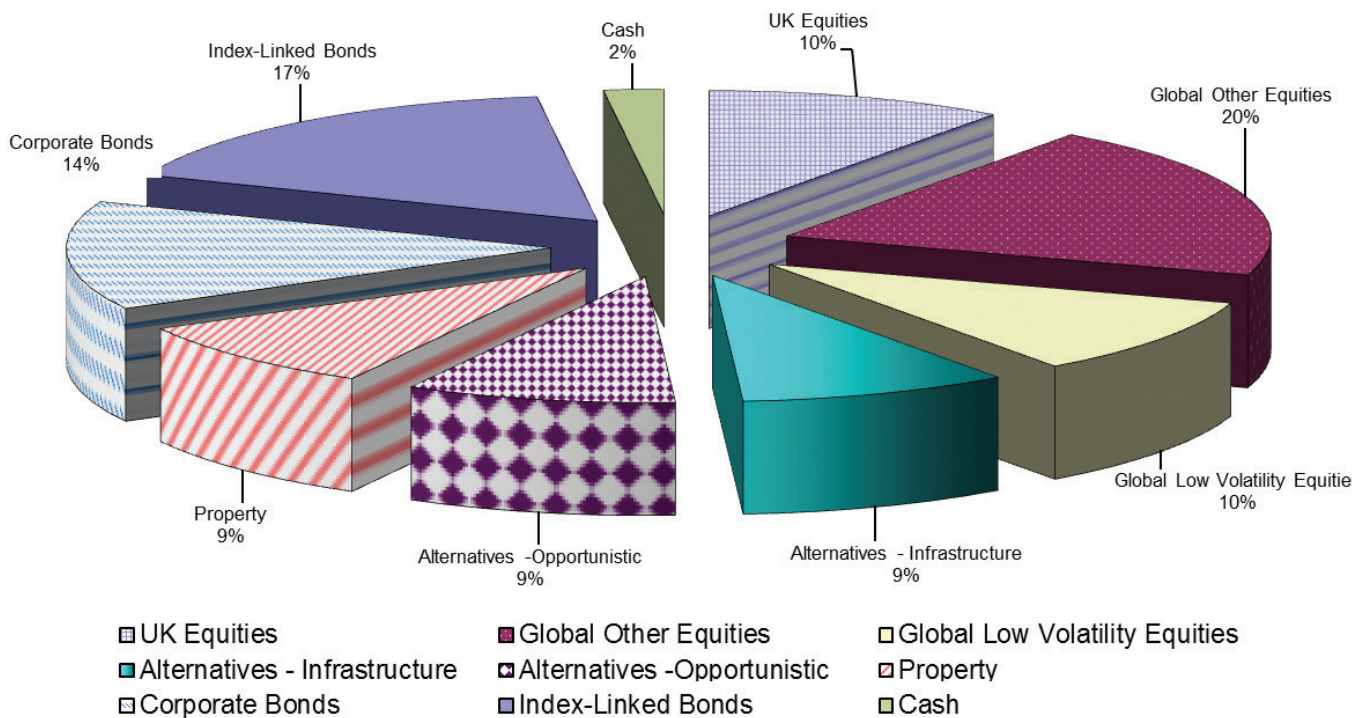 UK Equities
10%
Cash
2%
Index-Linked Bonds
17%
Global Other Equities
20%
Corporate Bonds
14%
Global Low Volatility Equitie
10%
Property
9%
Alternatives -Opportunistic
9%
Alternatives - Infrastructure
9%
UK Equities
Global Other Equities
Global Low Volatility Equities
Alternatives - Infrastructure
Alternatives -Opportunistic
Property
Corporate Bonds
Index-Linked Bonds
Cash